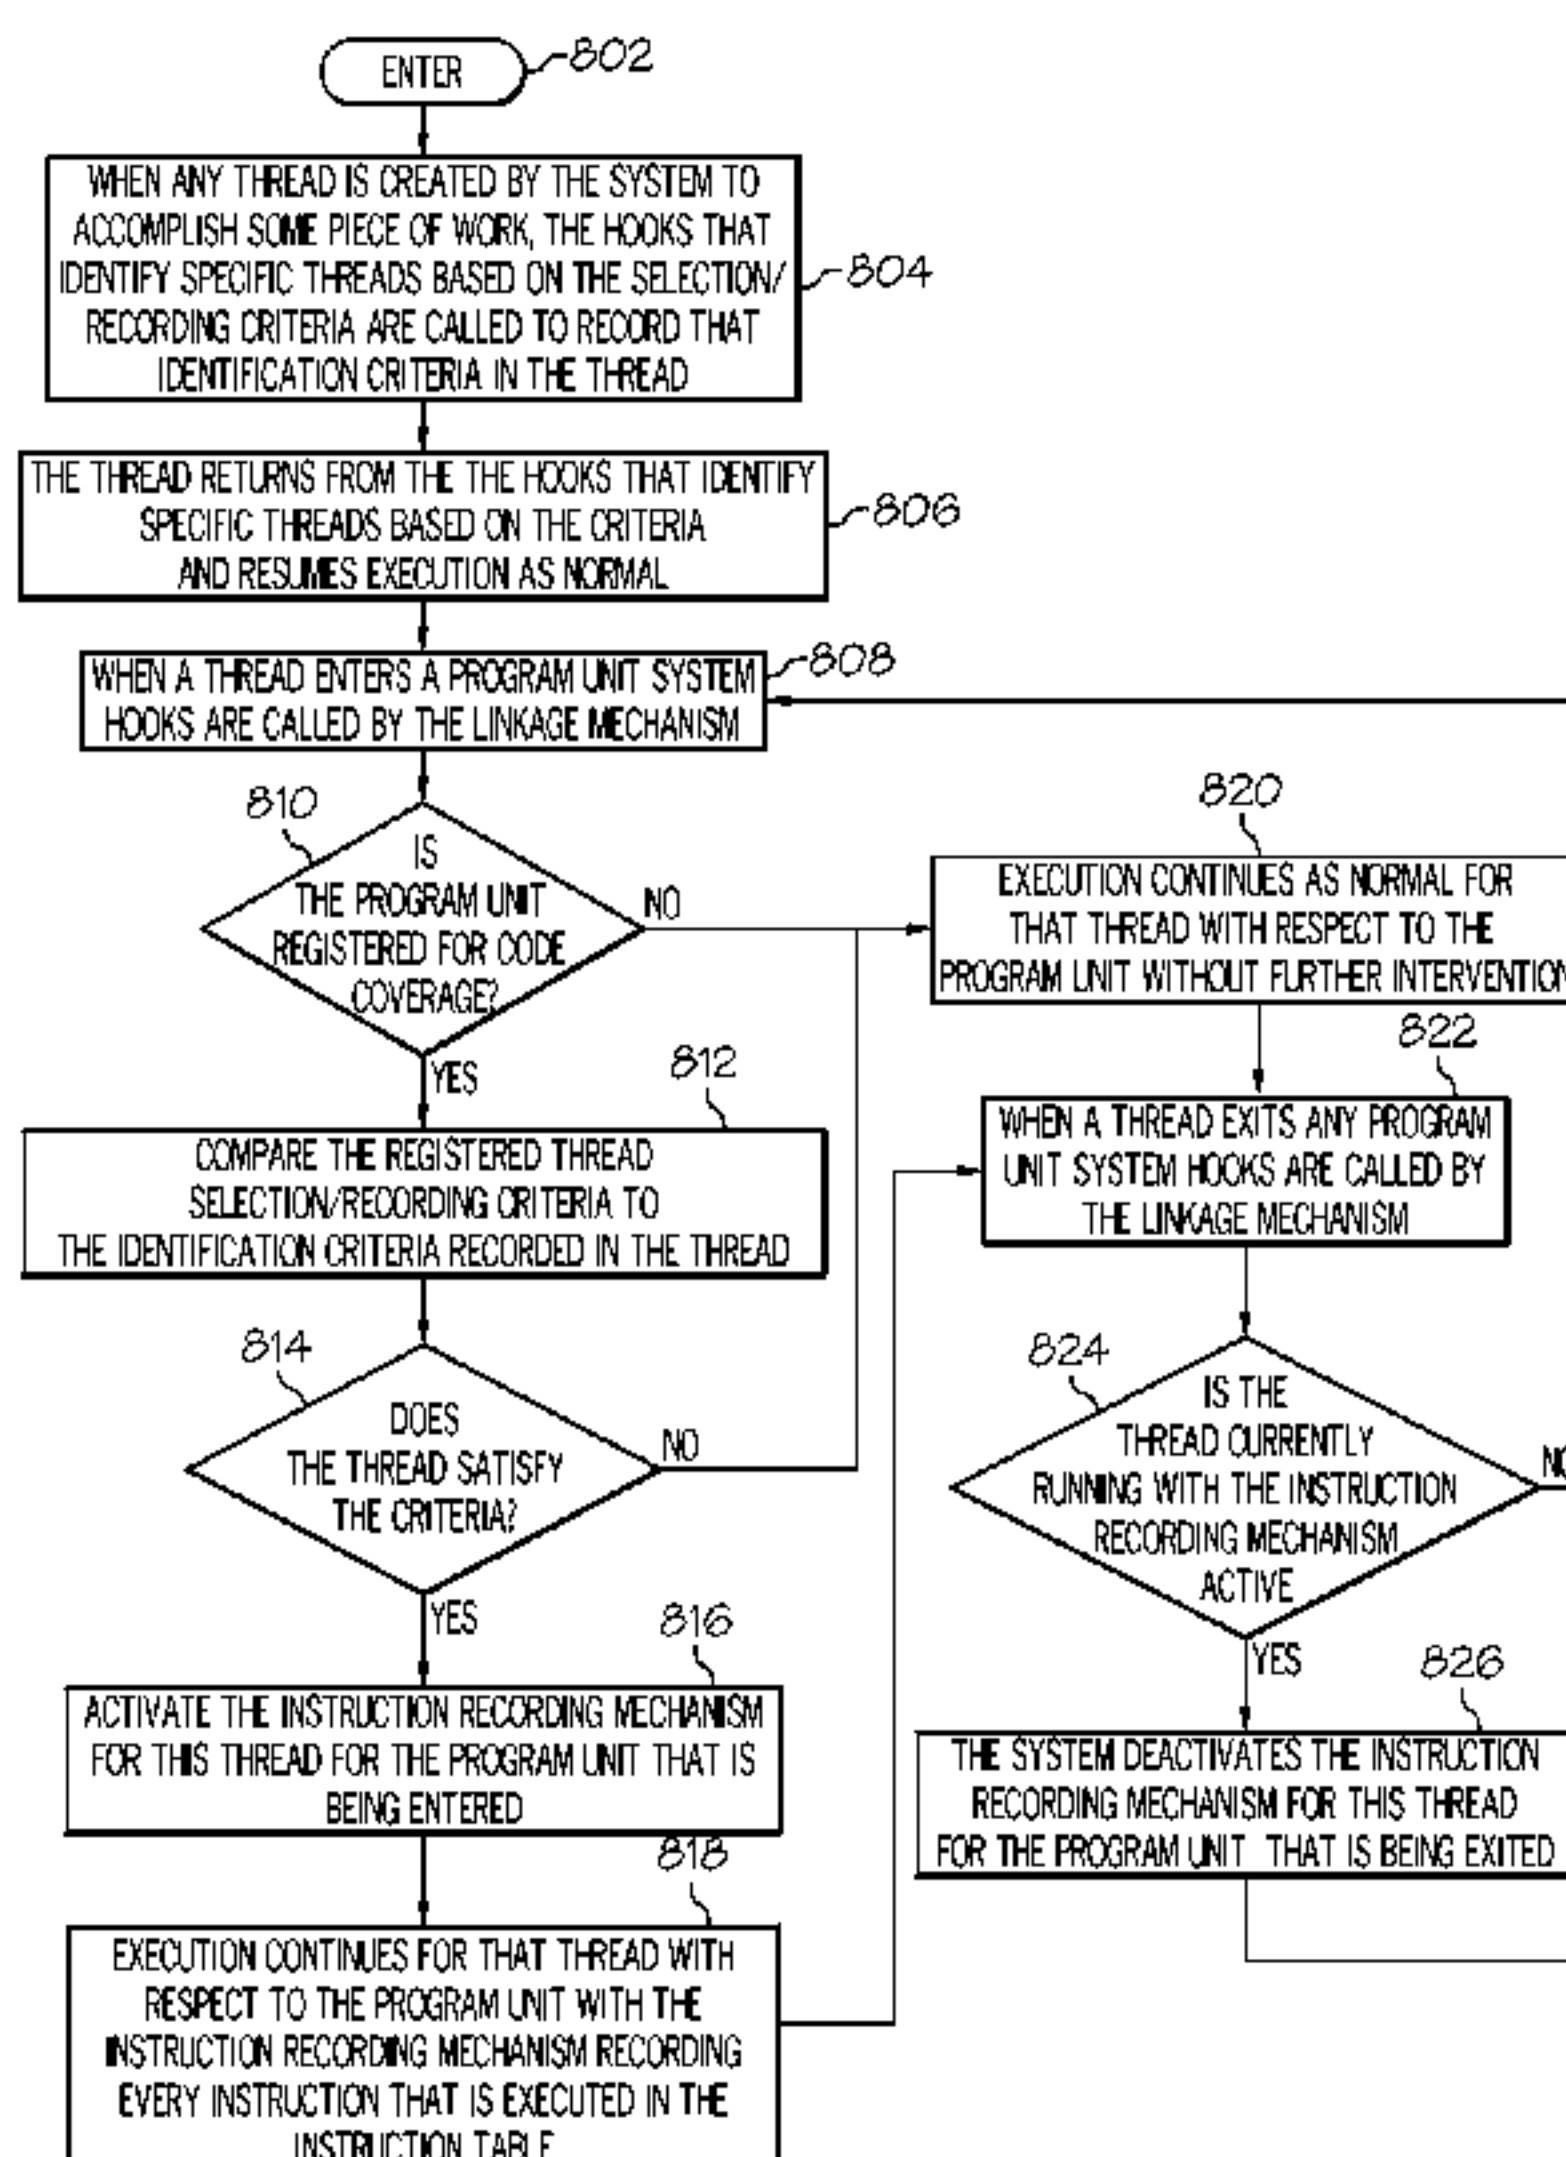 ENTER
802
WHEN ANY THREAD IS CREATED BY THE SYSTEM TO
ACCOMPLISH SOME PIECE OF WORK, THE HOOKS THAT
IDENTIFY SPECIFIC THREADS BASED ON THE SELECTION/
RECORDING CRITERIA ARE CALLED TO RECORD THAT
IDENTIFICATION CRITERIA IN THE THREAD
804
THE THREAD RETURNS FROM THE THE HOOKS THAT IDENTIFY
SPECIFIC THREADS BASED ON THE CRITERIA
AND RESUMES EXECUTION AS NORMAL
806
WHEN A THREAD ENTERS A PROGRAM UNIT SYSTEM
HOOKS ARE CALLED BY THE LINKAGE MECHANISM
808
810
IS
THE PROGRAM UNIT
REGISTERED FOR CODE
COVERAGE?
NO
YES
812
COMPARE THE REGISTERED THREAD
SELECTION/RECORDING CRITERIA TO
THE IDENTIFICATION CRITERIA RECORDED IN THE THREAD
814
DOES
THE THREAD SATISFY
THE CRITERIA?
NO
YES
816
ACTIVATE THE INSTRUCTION RECORDING MECHANISM
FOR THIS THREAD FOR THE PROGRAM UNIT THAT IS
BEING ENTERED
818
EXECUTION CONTINUES FOR THAT THREAD WITH
RESPECT TO THE PROGRAM UNIT WITH THE
INSTRUCTION RECORDING MECHANISM RECORDING
EVERY INSTRUCTION THAT IS EXECUTED IN THE
INSTRUCTION TABLE
820
EXECUTION CONTINUES AS NORMAL FOR
THAT THREAD WITH RESPECT TO THE
PROGRAM UNIT WITHOUT FURTHER INTERVENTION
822
WHEN A THREAD EXITS ANY PROGRAM
UNIT SYSTEM HOOKS ARE CALLED BY
THE LINKAGE MECHANISM
824
IS THE
THREAD CURRENTLY
RUNNING WITH THE INSTRUCTION
RECORDING MECHANISM
ACTIVE
NO
YES
826
THE SYSTEM DEACTIVATES THE INSTRUCTION
RECORDING MECHANISM FOR THIS THREAD
FOR THE PROGRAM UNIT THAT IS BEING EXITED